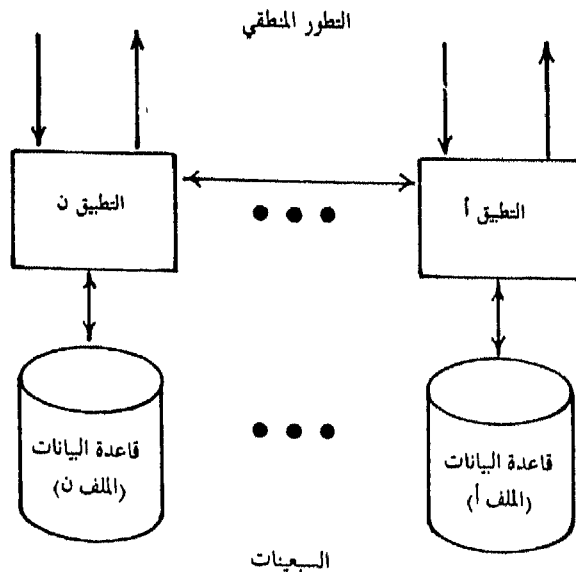 التطور المنطقي
التطبيق أ
التطبيق ن
قاعدة البيانات
(الملف أ)
قاعدة البيانات
(الملف ن)
السبعينات